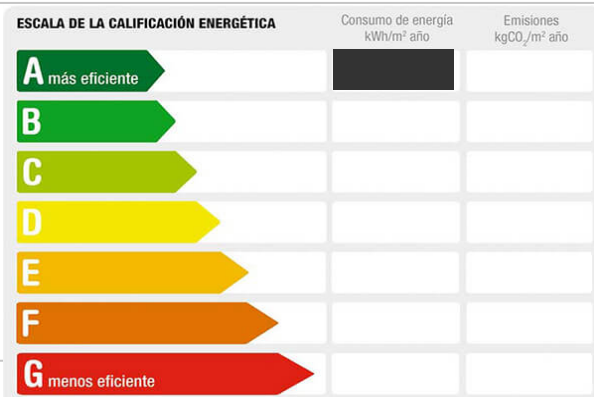 ESCALA DE LA CALIFICACIÓN ENERGÉTICA
Consumo de energía
kWh/m² año
Emisiones
kgCO₂/m² año
A más eficiente
B
C
D
E
F
G menos eficiente